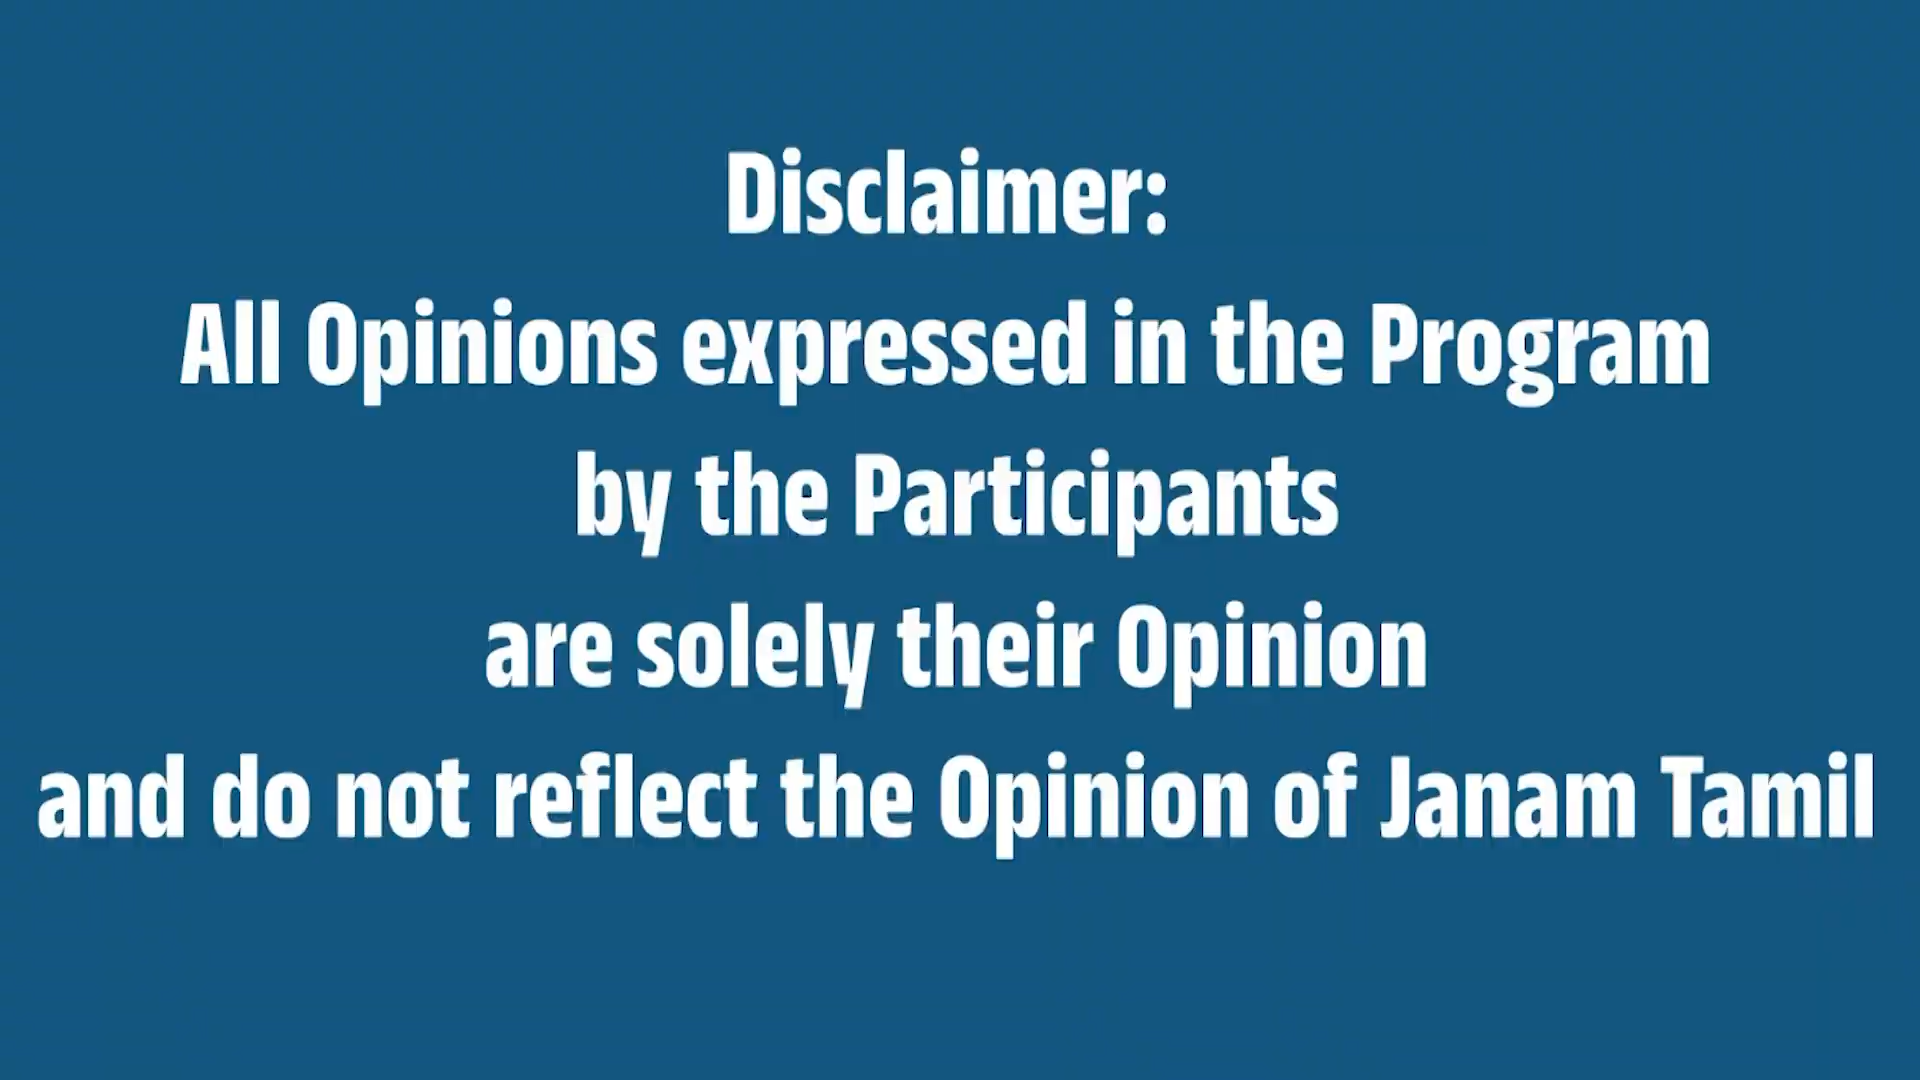 Disclaimer:
All Opinions expressed in the Program
by the Participants
are solely their Opinion
and do not reflect the Opinion of Janam Tamil